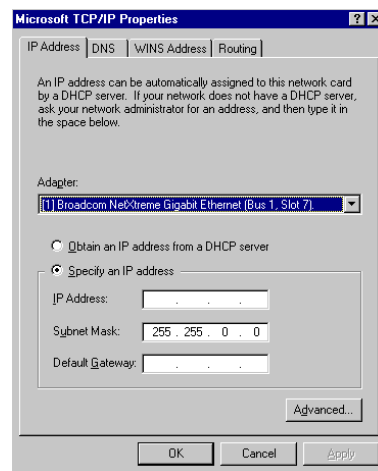 Microsoft TCP/IP Properties
? x
IP Address DNS WINS Address Routing
An IP address can be automatically assigned to this network card
by a DHCP server. If your network does not have a DHCP server,
ask your network administrator for an address, and then type it in
the space below.
Adapter:
[1] Broadcom NetXtreme Gigabit Ethernet (Bus 1, Slot 7).
Obtain an IP address from a DHCP server
Specify an IP address
IP Address: . . .
Subnet Mask: 255 . 255 . 0 . 0
Default Gateway: . . .
Advanced...
OK Cancel Apply